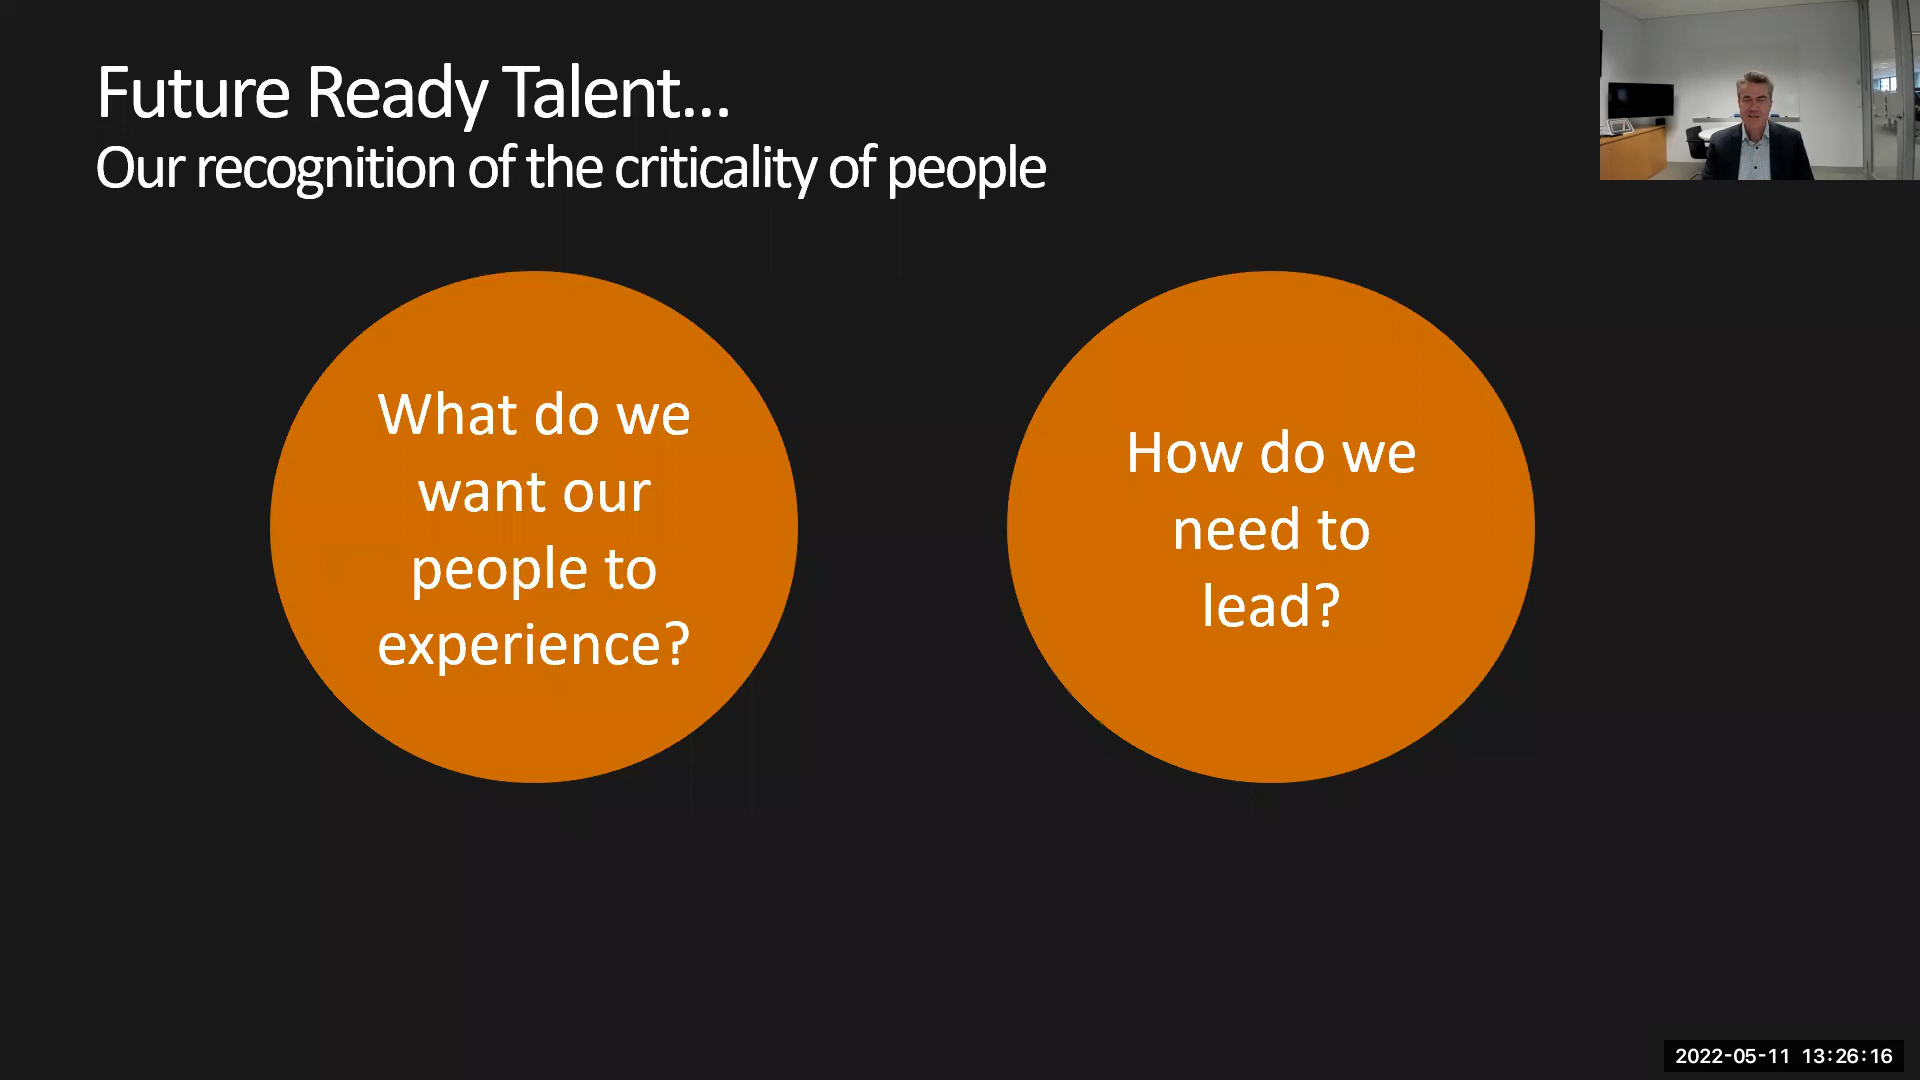 Future Ready Talent...
Our recognition of the criticality of people
What do we
want our
people to
experience?
How do we
need to
lead?
2022-05-11 13:26:16